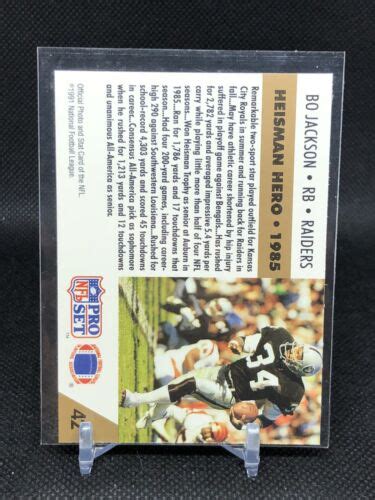 BO JACKSON • RB • RAIDERS
HEISMAN HERO • 1985
Remarkable two-sport star played outfield for Kansas
City Royals in summer and running back for Raiders in
fall...May have athletic career shortened by hip injury
suffered in playoff game against Bengals...Has rushed
for 2,782 yards and averaged impressive 5.4 yards per
carry while playing little more than half of four NFL
seasons...Won Heisman Trophy as senior at Auburn in
1985...Ran for 1,786 yards and 17 touchdowns that
season...Had four 200-yard games, including career-
high 290 against Southwestern Louisiana...Rushed for
school-record 4,303 yards and scored 45 touchdowns
in career...Consensus All-America pick as sophomore
when he rushed for 1,213 yards and 12 touchdowns
and unanimous All-America as senior.
Official Photo and Stat Card of the NFL.
©1991 National Football League.
34
PRO
NFL
SET
™
®
42